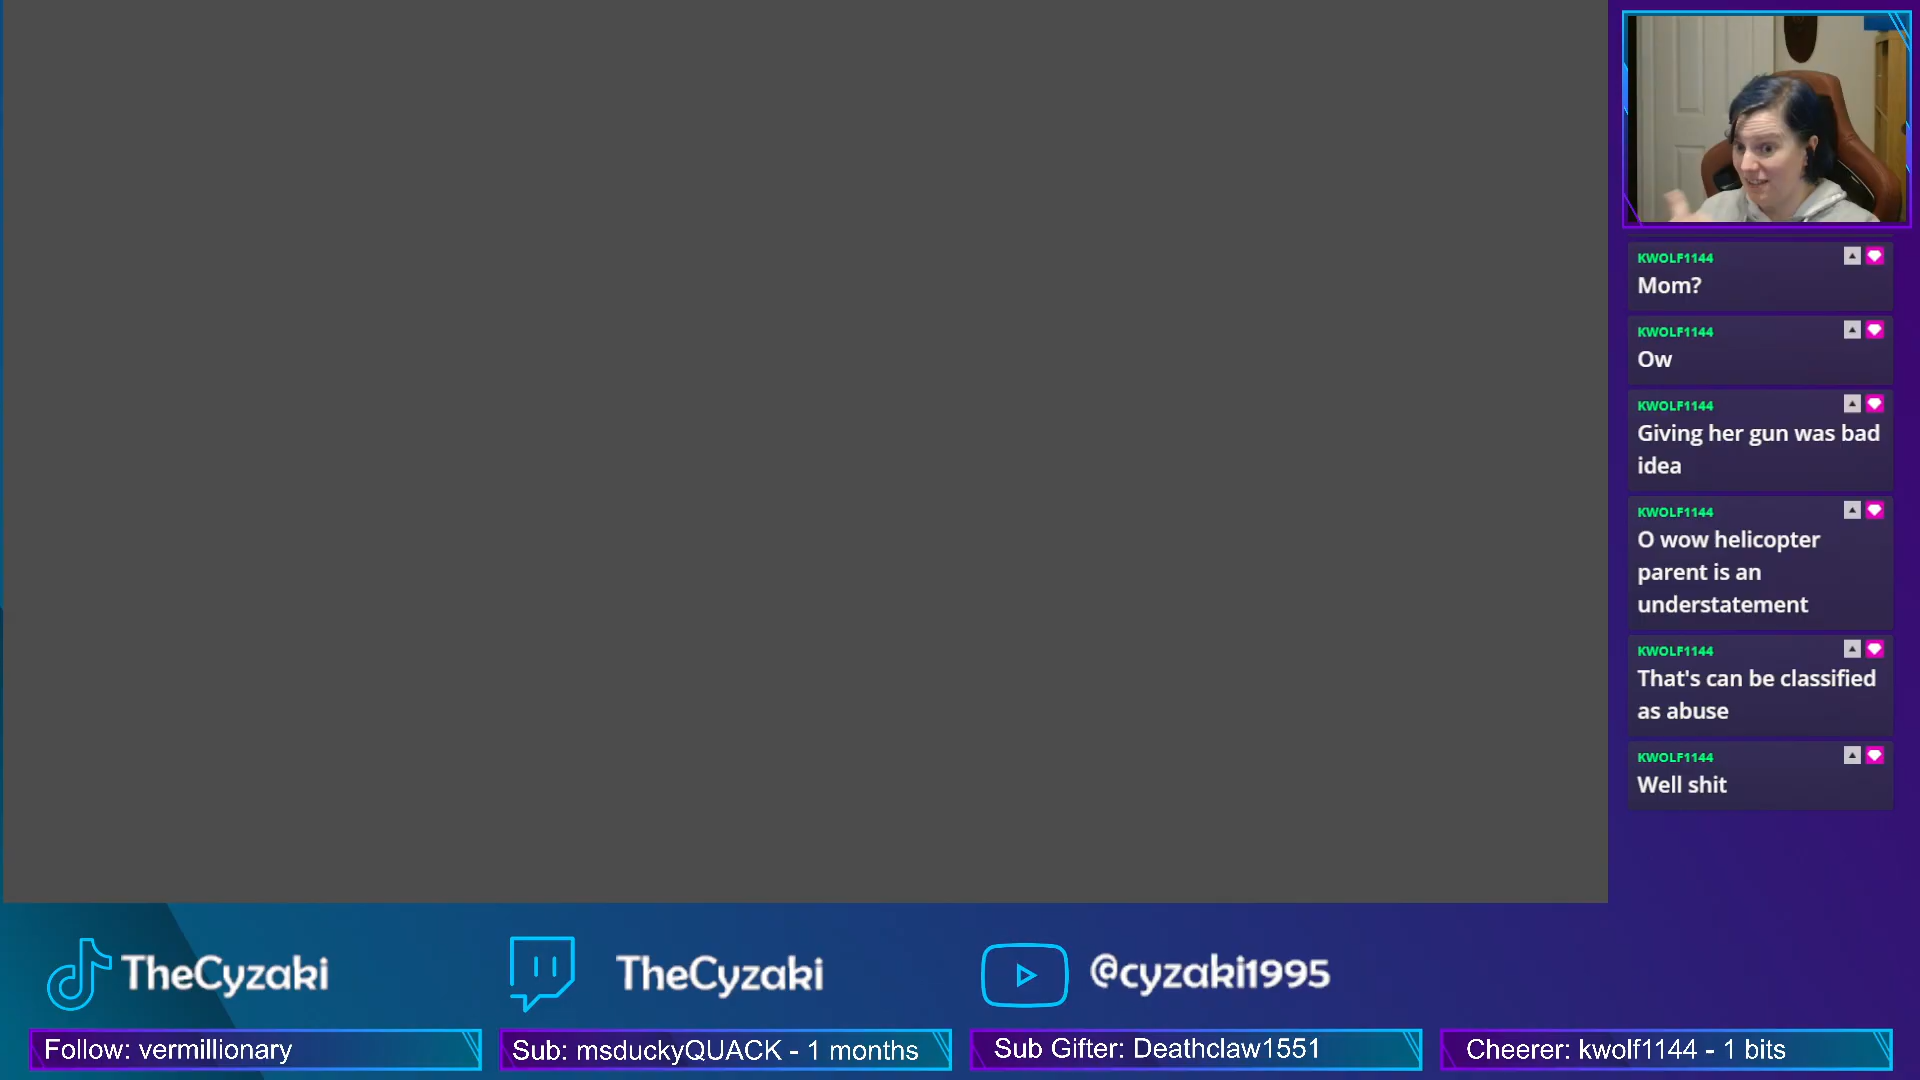 KWOLF1144
Mom?
KWOLF1144
Ow
KWOLF1144
Giving her gun was bad
idea
KWOLF1144
O wow helicopter
parent is an
understatement
KWOLF1144
That's can be classified
as abuse
KWOLF1144
Well shit
TheCyzaki
TheCyzaki
@cyzaki1995
Follow: vermillionary
Sub: msduckyQUACK - 1 months
Sub Gifter: Deathclaw1551
Cheerer: kwolf1144 - 1 bits